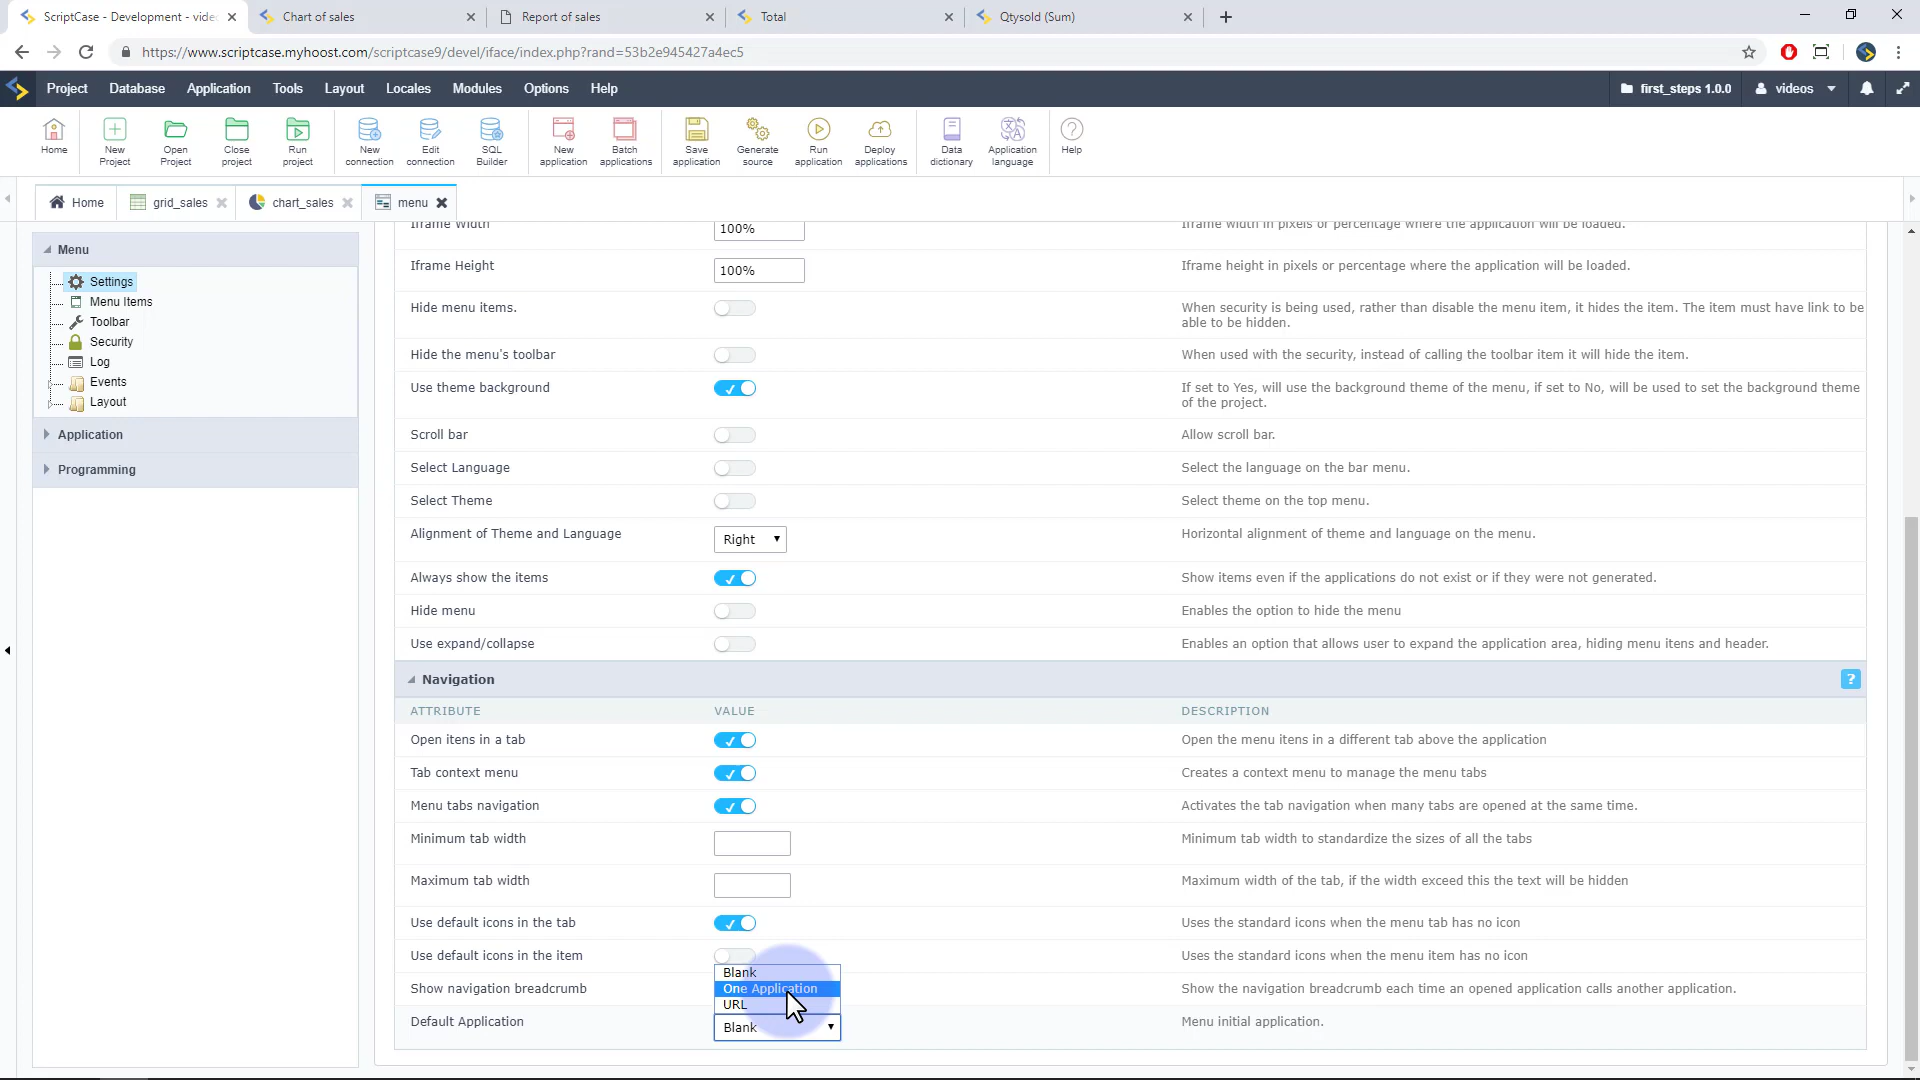 ScriptCase - Development - vide
Chart of sales
Report of sales
Total
Qtysold (Sum)
https://www.scriptcase.myhoost.com/scriptcase9/devel/iface/index.php?rand=53b2e945427a4ec5
Project Database Application Tools Layout Locales Modules Options Help
first_steps 1.0.0
videos
Home
New Project
Open Project
Close project
Run project
New connection
Edit connection
SQL Builder
New application
Batch applications
Save application
Generate source
Run application
Deploy applications
Data dictionary
Application language
Help
Home
grid_sales
chart_sales
menu
Menu
Settings
Menu Items
Toolbar
Security
Log
Events
Layout
Application
Programming
Iframe Width 100% Iframe width in pixels or percentage where the application will be loaded.
Iframe Height 100% Iframe height in pixels or percentage where the application will be loaded.
Hide menu items. When security is being used, rather than disable the menu item, it hides the item. The item must have link to be
able to be hidden.
Hide the menu's toolbar When used with the security, instead of calling the toolbar item it will hide the item.
Use theme background If set to Yes, will use the background theme of the menu, if set to No, will be used to set the background theme
of the project.
Scroll bar Allow scroll bar.
Select Language Select the language on the bar menu.
Select Theme Select theme on the top menu.
Alignment of Theme and Language Right Horizontal alignment of theme and language on the menu.
Always show the items Show items even if the applications do not exist or if they were not generated.
Hide menu Enables the option to hide the menu
Use expand/collapse Enables an option that allows user to expand the application area, hiding menu itens and header.
Navigation ?
ATTRIBUTE VALUE DESCRIPTION
Open itens in a tab Open the menu itens in a different tab above the application
Tab context menu Creates a context menu to manage the menu tabs
Menu tabs navigation Activates the tab navigation when many tabs are opened at the same time.
Minimum tab width Minimum tab width to standardize the sizes of all the tabs
Maximum tab width Maximum width of the tab, if the width exceed this the text will be hidden
Use default icons in the tab Uses the standard icons when the menu tab has no icon
Use default icons in the item Uses the standard icons when the menu item has no icon
Blank
Show navigation breadcrumb One Application Show the navigation breadcrumb each time an opened application calls another application.
URL
Default Application Blank Menu initial application.